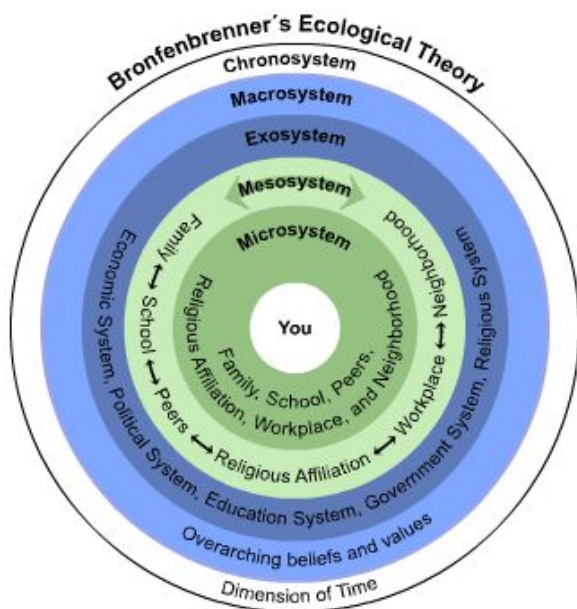 Bronfenbrenner´s Ecological Theory
Chronosystem
Macrosystem
Exosystem
Mesosystem
Microsystem
You
Family, School, Peers,
Religious Affiliation, Workplace, and Neighborhood
Family ↔ School ↔ Peers ↔ Religious Affiliation ↔ Workplace ↔ Neighborhood
Economic System, Political System, Education System, Government System, Religious System
Overarching beliefs and values
Dimension of Time